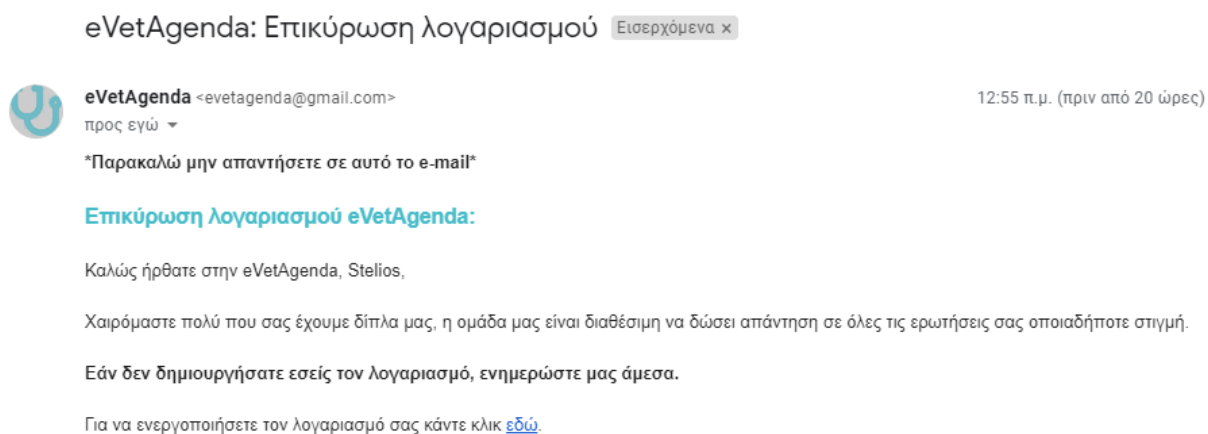 eVetAgenda: Επικύρωση λογαριασμού Εισερχόμενα x
eVetAgenda <evetagenda@gmail.com> 12:55 π.μ. (πριν από 20 ώρες)
προς εγώ
*Παρακαλώ μην απαντήσετε σε αυτό το e-mail*
Επικύρωση λογαριασμού eVetAgenda:
Καλώς ήρθατε στην eVetAgenda, Stelios,
Χαιρόμαστε πολύ που σας έχουμε δίπλα μας, η ομάδα μας είναι διαθέσιμη να δώσει απάντηση σε όλες τις ερωτήσεις σας οποιαδήποτε στιγμή.
Εάν δεν δημιουργήσατε εσείς τον λογαριασμό, ενημερώστε μας άμεσα.
Για να ενεργοποιήσετε τον λογαριασμό σας κάντε κλικ εδώ.